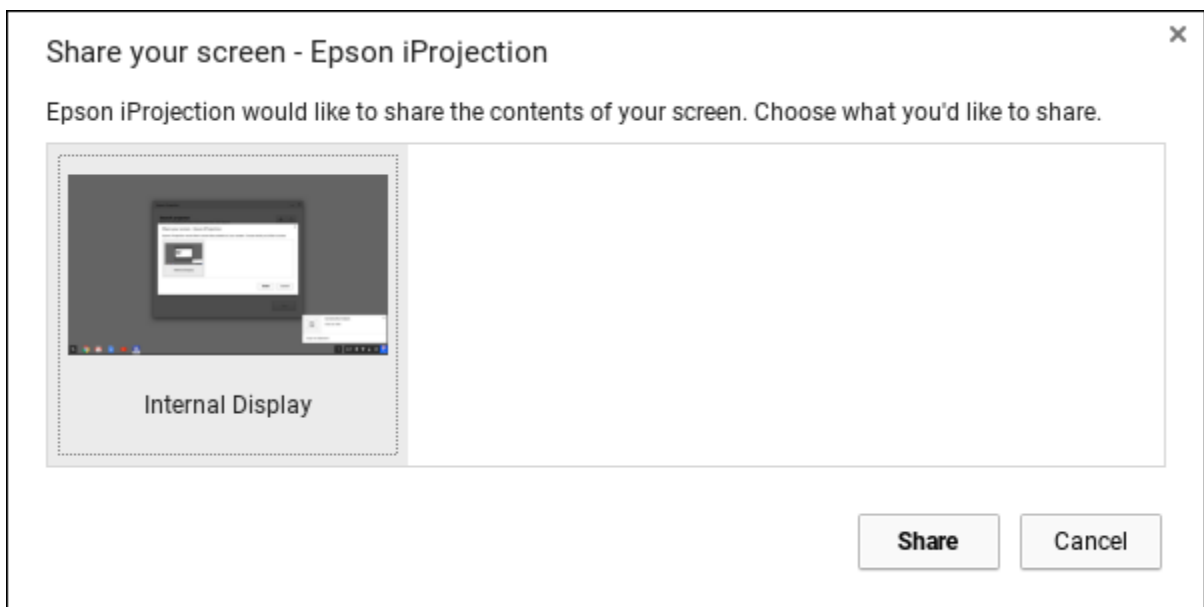 Share your screen - Epson iProjection
Epson iProjection would like to share the contents of your screen. Choose what you'd like to share.
Internal Display
Share
Cancel